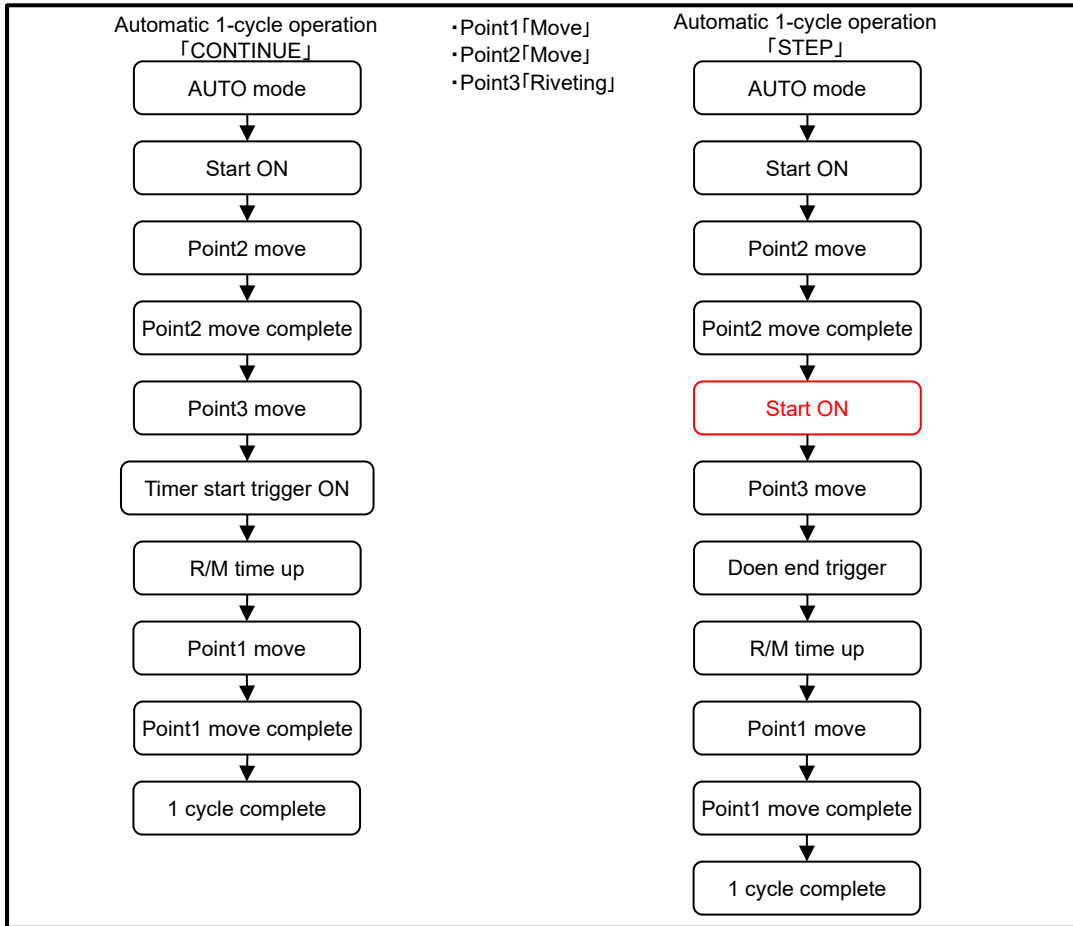 Automatic 1-cycle operation
「CONTINUE」
AUTO mode
Start ON
Point2 move
Point2 move complete
Point3 move
Timer start trigger ON
R/M time up
Point1 move
Point1 move complete
1 cycle complete
・Point1「Move」
・Point2「Move」
・Point3「Riveting」
Automatic 1-cycle operation
「STEP」
AUTO mode
Start ON
Point2 move
Point2 move complete
Start ON
Point3 move
Doen end trigger
R/M time up
Point1 move
Point1 move complete
1 cycle complete